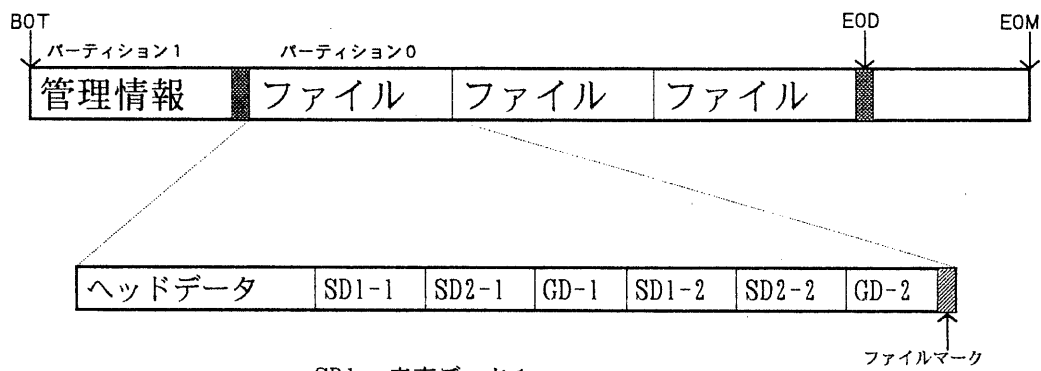 BOT EOD EOM
パーティション1 パーティション0
管理情報 ファイル ファイル ファイル
ヘッドデータ SD1-1 SD2-1 GD-1 SD1-2 SD2-2 GD-2
ファイルマーク